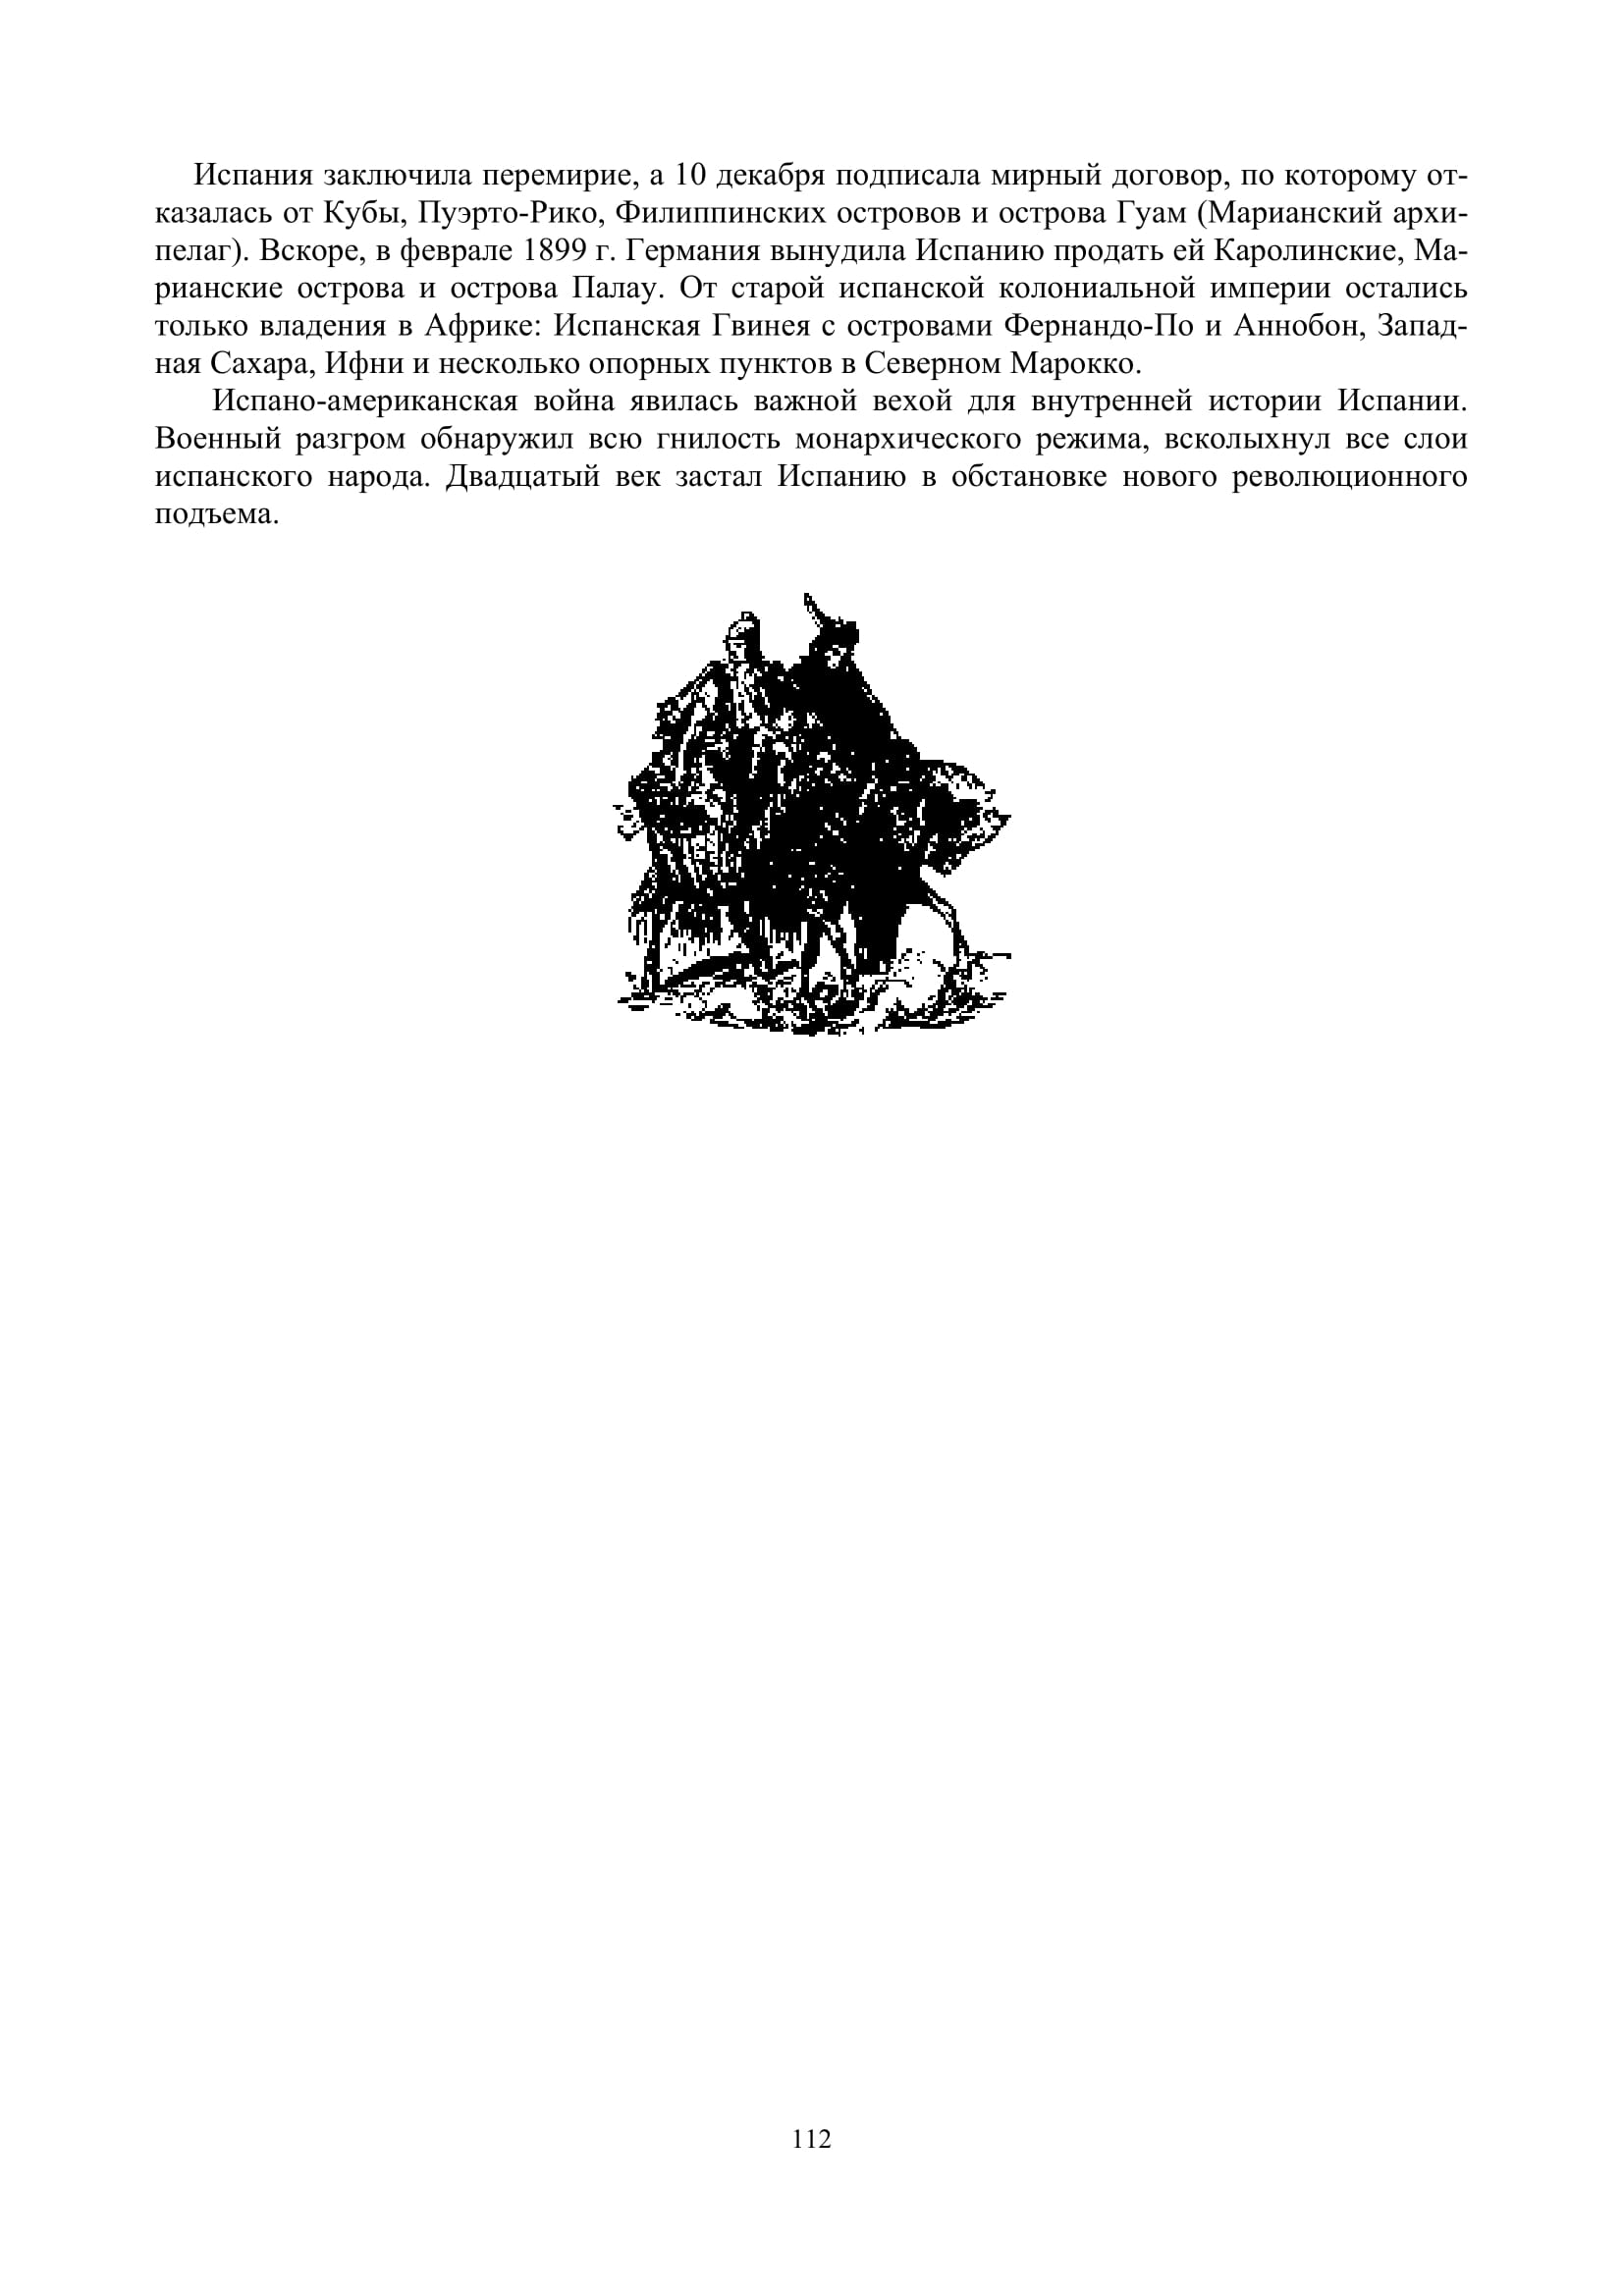 Испания заключила перемирие, а 10 декабря подписала мирный договор, по которому от-
казалась от Кубы, Пуэрто-Рико, Филиппинских островов и острова Гуам (Марианский архи-
пелаг). Вскоре, в феврале 1899 г. Германия вынудила Испанию продать ей Каролинские, Ма-
рианские острова и острова Палау. От старой испанской колониальной империи остались
только владения в Африке: Испанская Гвинея с островами Фернандо-По и Аннобон, Запад-
ная Сахара, Ифни и несколько опорных пунктов в Северном Марокко.
Испано-американская война явилась важной вехой для внутренней истории Испании.
Военный разгром обнаружил всю гнилость монархического режима, всколыхнул все слои
испанского народа. Двадцатый век застал Испанию в обстановке нового революционного
подъема.
112